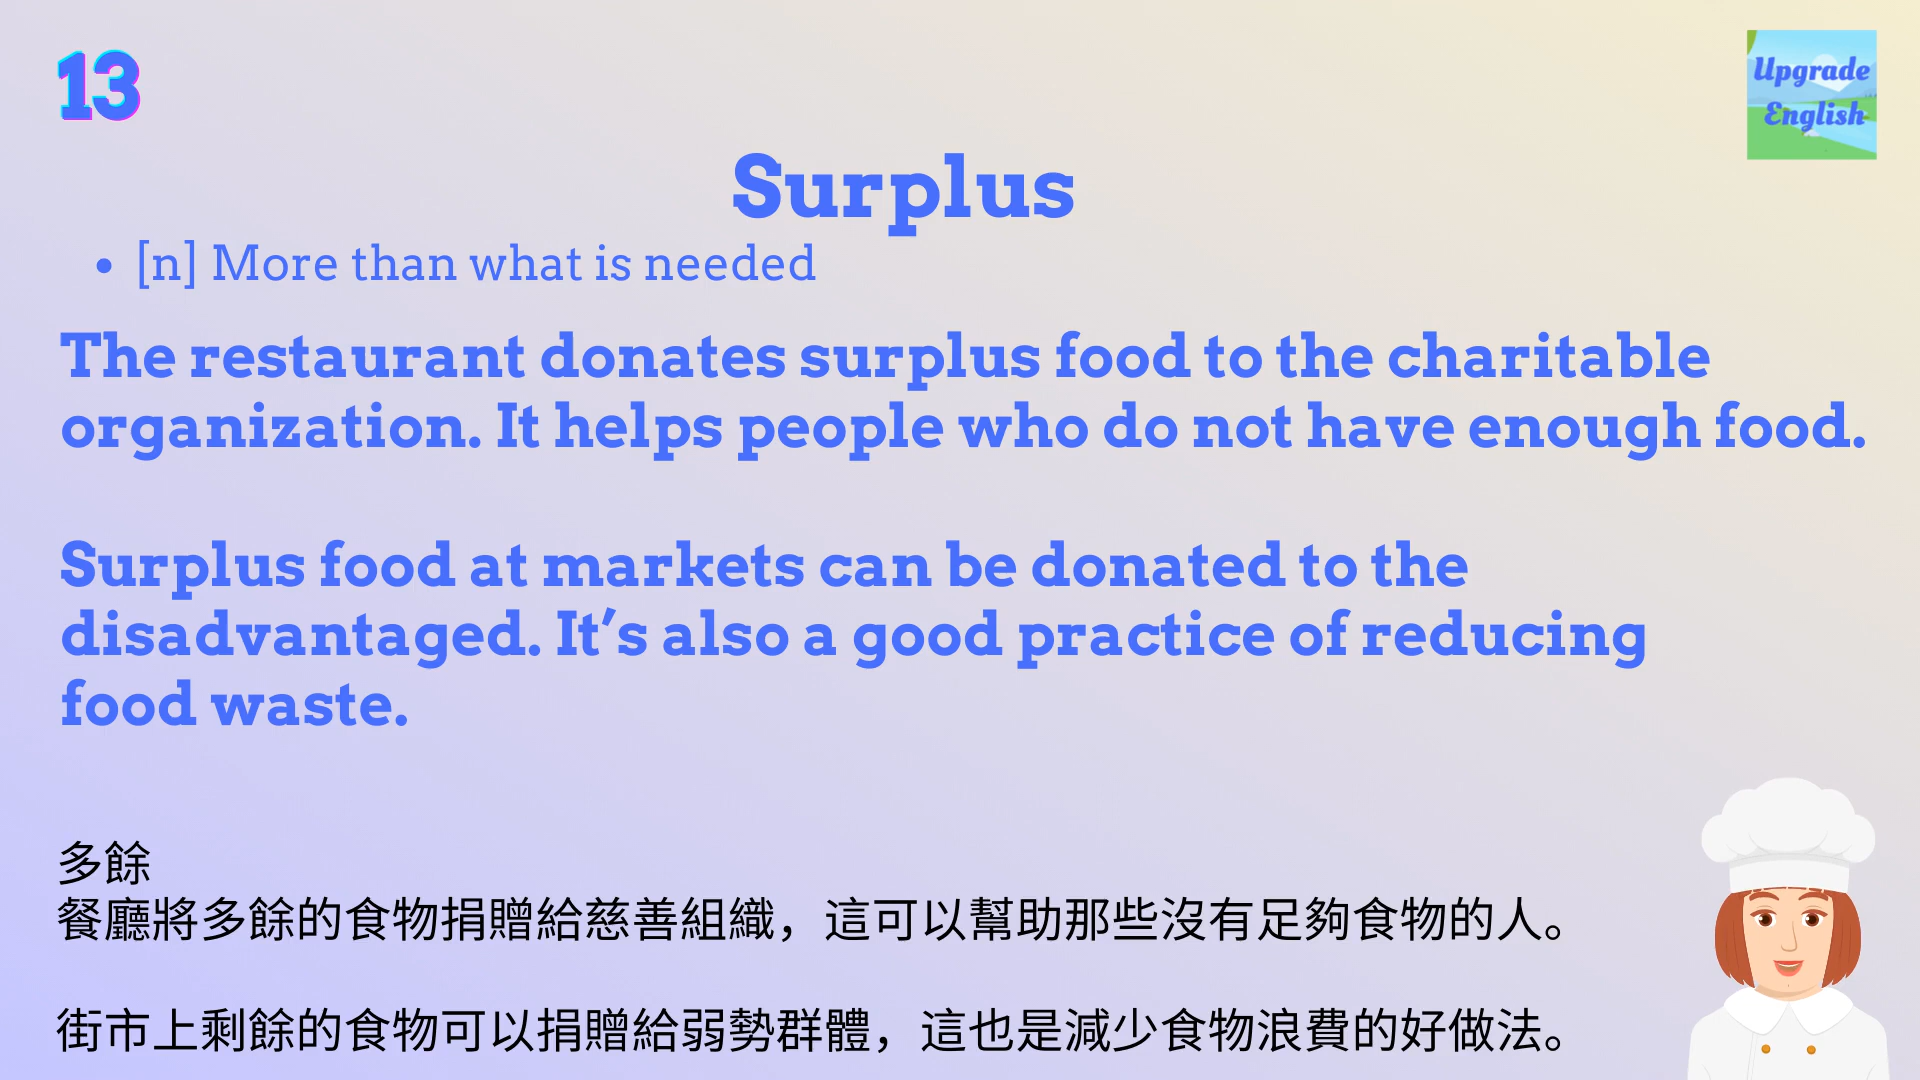 13
Upgrade
English
Surplus
• [n] More than what is needed
The restaurant donates surplus food to the charitable
organization. It helps people who do not have enough food.
Surplus food at markets can be donated to the
disadvantaged. It’s also a good practice of reducing
food waste.
多餘
餐廳將多餘的食物捐贈給慈善組織，這可以幫助那些沒有足夠食物的人。
街市上剩餘的食物可以捐贈給弱勢群體，這也是減少食物浪費的好做法。